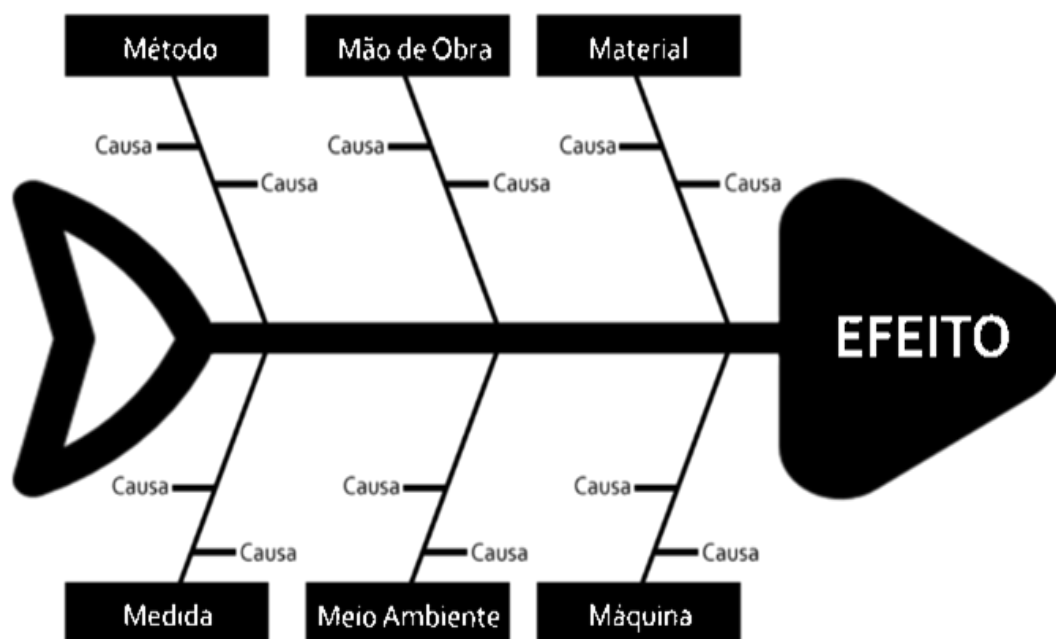 Método
Mão de Obra
Material
Causa
Causa
Causa
Causa
Causa
Causa
EFEITO
Causa
Causa
Causa
Causa
Causa
Causa
Medida
Meio Ambiente
Máquina